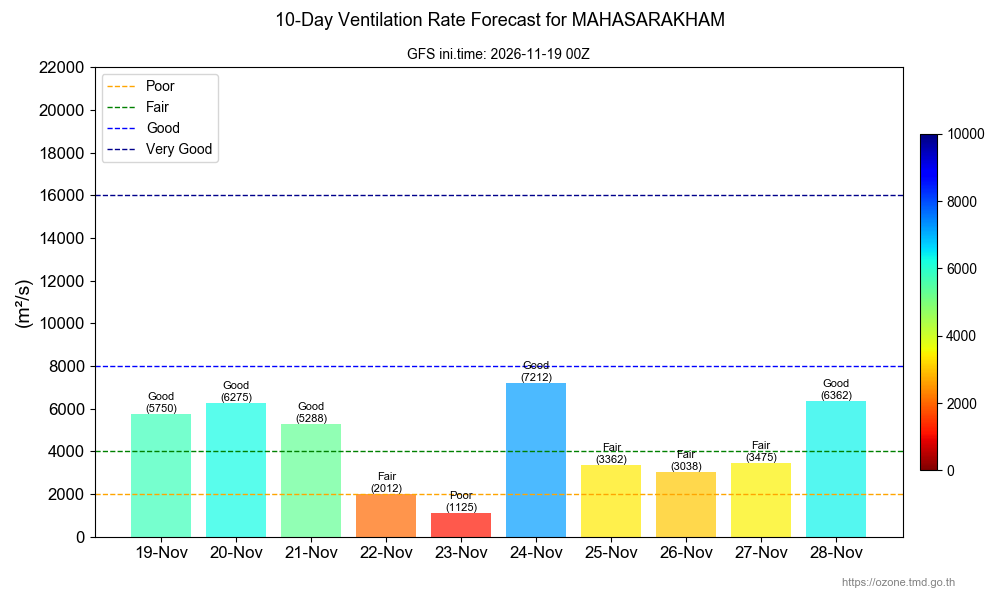 10-Day Ventilation Rate Forecast for MAHASARAKHAM
GFS ini.time: 2026-11-19 00Z
(m²/s)
22000
20000
18000
16000
14000
12000
10000
8000
6000
4000
2000
0
Poor
Fair
Good
Very Good
Good
(5750)
Good
(6275)
Good
(5288)
Fair
(2012)
Poor
(1125)
Good
(7212)
Fair
(3362)
Fair
(3038)
Fair
(3475)
Good
(6362)
19-Nov 20-Nov 21-Nov 22-Nov 23-Nov 24-Nov 25-Nov 26-Nov 27-Nov 28-Nov
10000
8000
6000
4000
2000
0
https://ozone.tmd.go.th